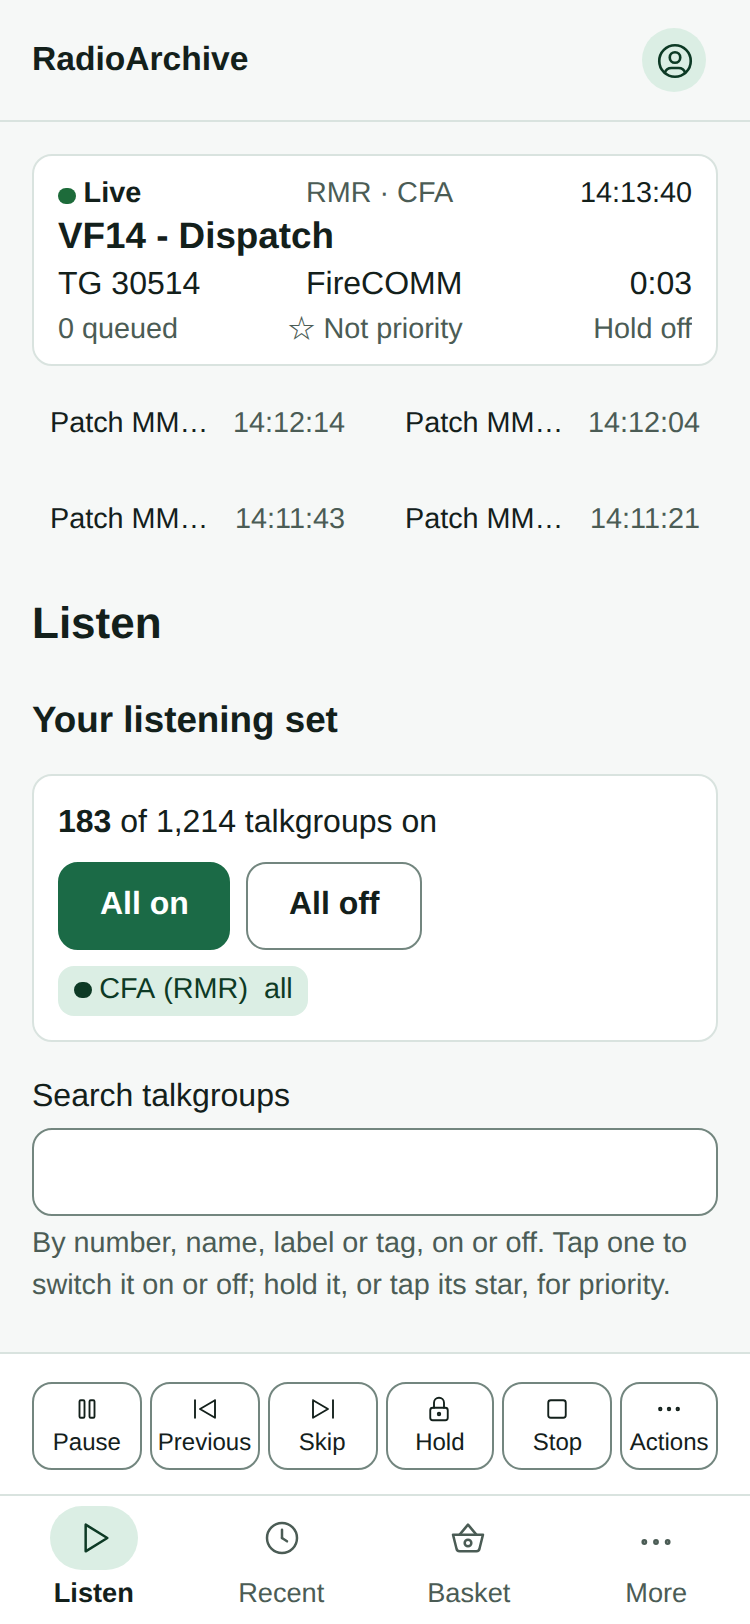 RadioArchive
Live RMR · CFA 14:13:40
VF14 - Dispatch
TG 30514 FireCOMM 0:03
0 queued ☆ Not priority Hold off
Patch MM… 14:12:14 Patch MM… 14:12:04
Patch MM… 14:11:43 Patch MM… 14:11:21
Listen
Your listening set
183 of 1,214 talkgroups on
All on All off
CFA (RMR) all
Search talkgroups
By number, name, label or tag, on or off. Tap one to
switch it on or off; hold it, or tap its star, for priority.
Pause Previous Skip Hold Stop Actions
Listen Recent Basket More